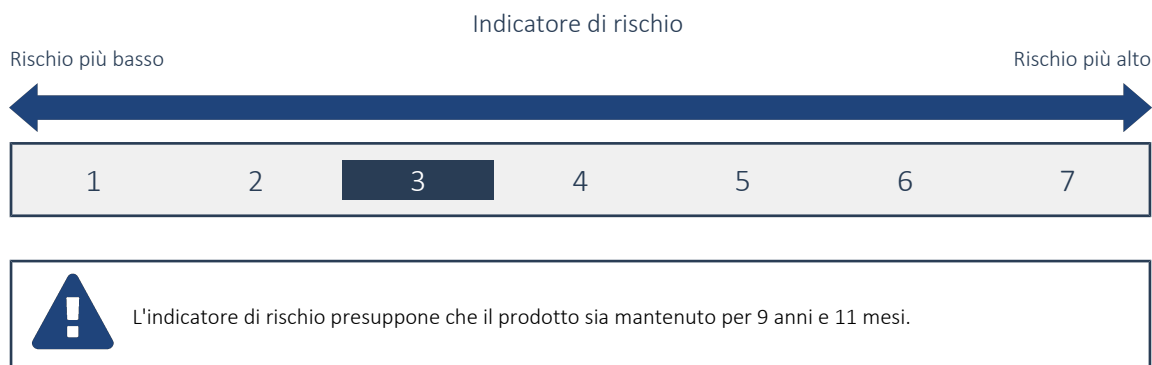 Indicatore di rischio
Rischio più basso Rischio più alto
1 2 3 4 5 6 7
L'indicatore di rischio presuppone che il prodotto sia mantenuto per 9 anni e 11 mesi.